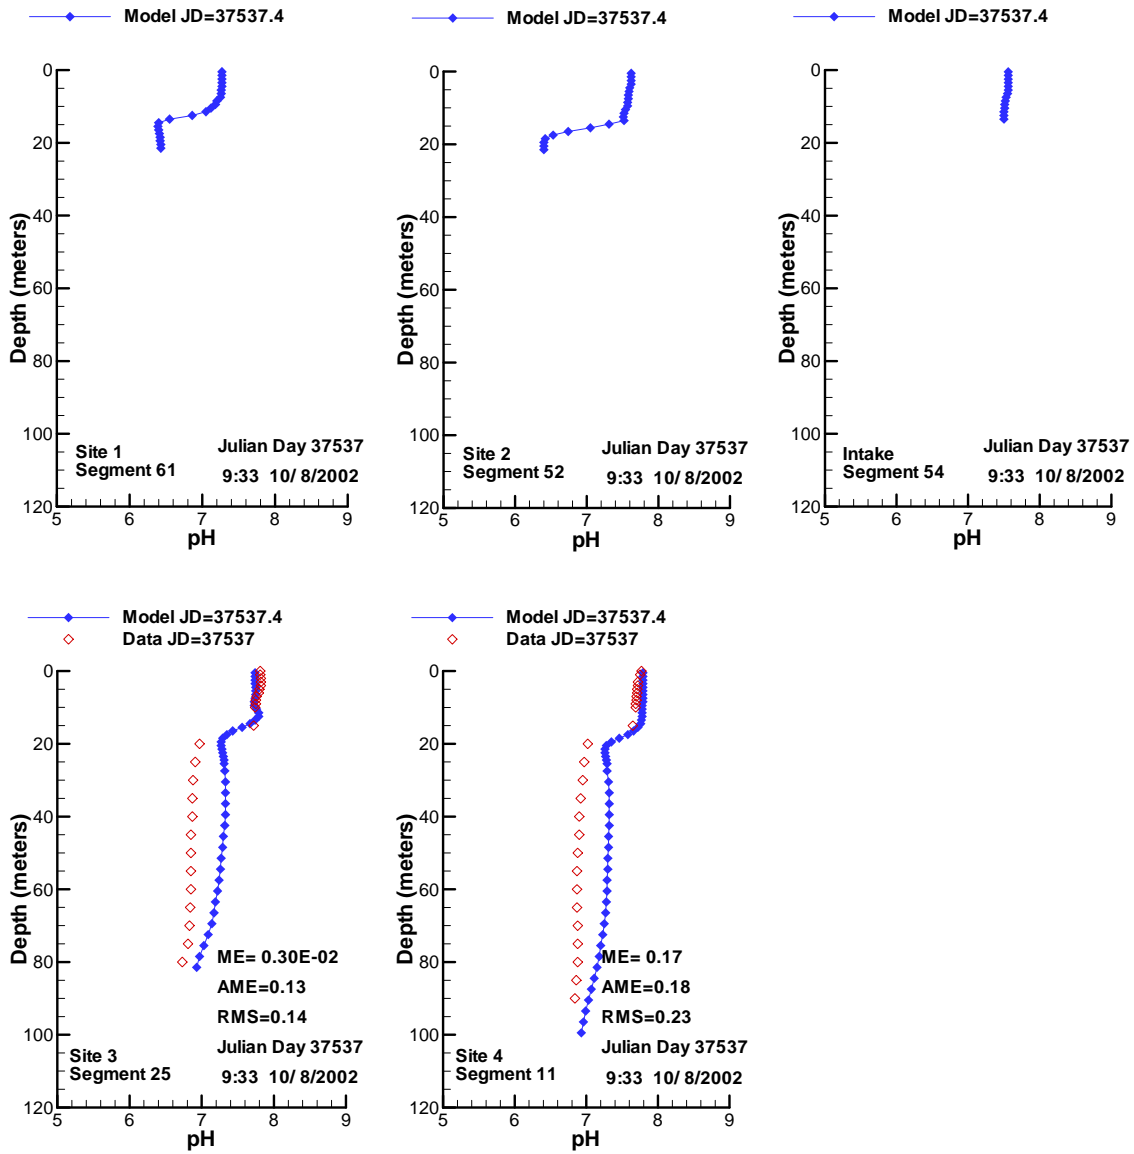 Model JD=37537.4
0
20
40
60
80
100
120
Depth (meters)
Site 1
Segment 61
Julian Day 37537
9:33 10/ 8/2002
5 6 7 8 9
pH
Model JD=37537.4
0
20
40
60
80
100
120
Depth (meters)
Site 2
Segment 52
Julian Day 37537
9:33 10/ 8/2002
5 6 7 8 9
pH
Model JD=37537.4
0
20
40
60
80
100
120
Depth (meters)
Intake
Segment 54
Julian Day 37537
9:33 10/ 8/2002
5 6 7 8 9
pH
Model JD=37537.4
Data JD=37537
0
20
40
60
80
100
120
Depth (meters)
ME= 0.30E-02
AME=0.13
RMS=0.14
Site 3
Segment 25
Julian Day 37537
9:33 10/ 8/2002
5 6 7 8 9
pH
Model JD=37537.4
Data JD=37537
0
20
40
60
80
100
120
Depth (meters)
ME= 0.17
AME=0.18
RMS=0.23
Site 4
Segment 11
Julian Day 37537
9:33 10/ 8/2002
5 6 7 8 9
pH